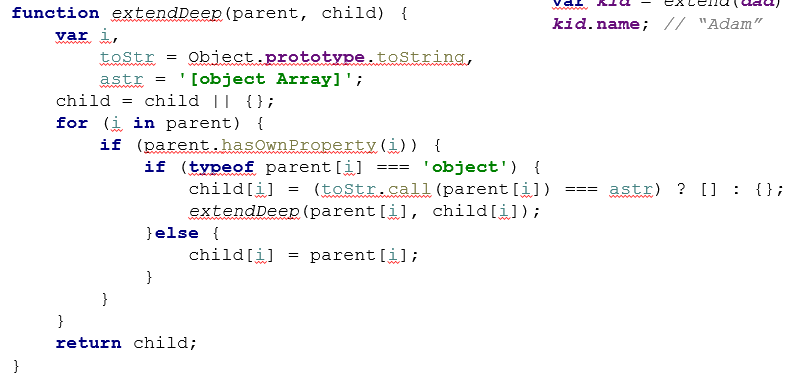 function extendDeep(parent, child) {
var kid = extend(dad)
    var i,
kid.name; // “Adam”
        toStr = Object.prototype.toString,
        astr = '[object Array]';
    child = child || {};
    for (i in parent) {
        if (parent.hasOwnProperty(i)) {
            if (typeof parent[i] === 'object') {
                child[i] = (toStr.call(parent[i]) === astr) ? [] : {};
                extendDeep(parent[i], child[i]);
            }else {
                child[i] = parent[i];
            }
        }
    }
    return child;
}